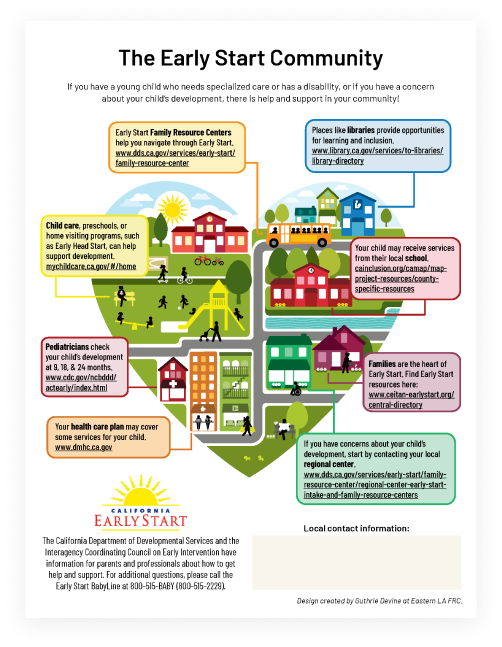 The Early Start Community
If you have a young child who needs specialized care or has a disability, or if you have a concern
about your child's development, there is help and support in your community!
Early Start Family Resource Centers
help you navigate through Early Start.
www.dds.ca.gov/services/early-start/
family-resource-center
Places like libraries provide opportunities
for learning and inclusion.
www.library.ca.gov/services/to-libraries/
library-directory
Child care, preschools, or
home visiting programs, such
as Early Head Start, can help
support development.
mychildcare.ca.gov/#/home
Your child may receive services
from their local school.
cainclusion.org/camap/map-
project-resources/county-
specific-resources
Pediatricians check
your child's development
at 9, 18, & 24 months.
www.cdc.gov/ncbddd/
actearly/index.html
Families are the heart of
Early Start. Find Early Start
resources here:
www.ceitan-earlystart.org/
central-directory
Your health care plan may cover
some services for your child.
www.dmhc.ca.gov
If you have concerns about your child's
development, start by contacting your local
regional center.
www.dds.ca.gov/services/early-start/family-
resource-center/regional-center-early-start-
intake-and-family-resource-centers
CALIFORNIA
EARLY START
The California Department of Developmental Services and the
Interagency Coordinating Council on Early Intervention have
information for parents and professionals about how to get
help and support. For additional questions, please call the
Early Start BabyLine at 800-515-BABY (800-515-2229).
Local contact information:
Design created by Guthrie Devine at Eastern LA FRC.